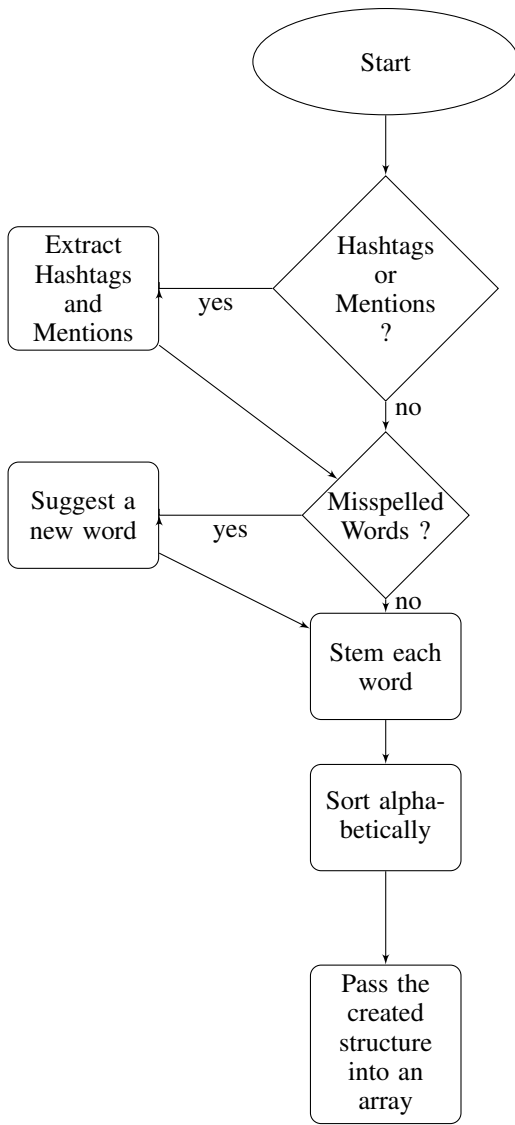 Start
Hashtags
or
Mentions
?
Extract
Hashtags
and
Mentions
yes
no
Misspelled
Words ?
Suggest a
new word
yes
no
Stem each
word
Sort alpha-
betically
Pass the
created
structure
into an
array